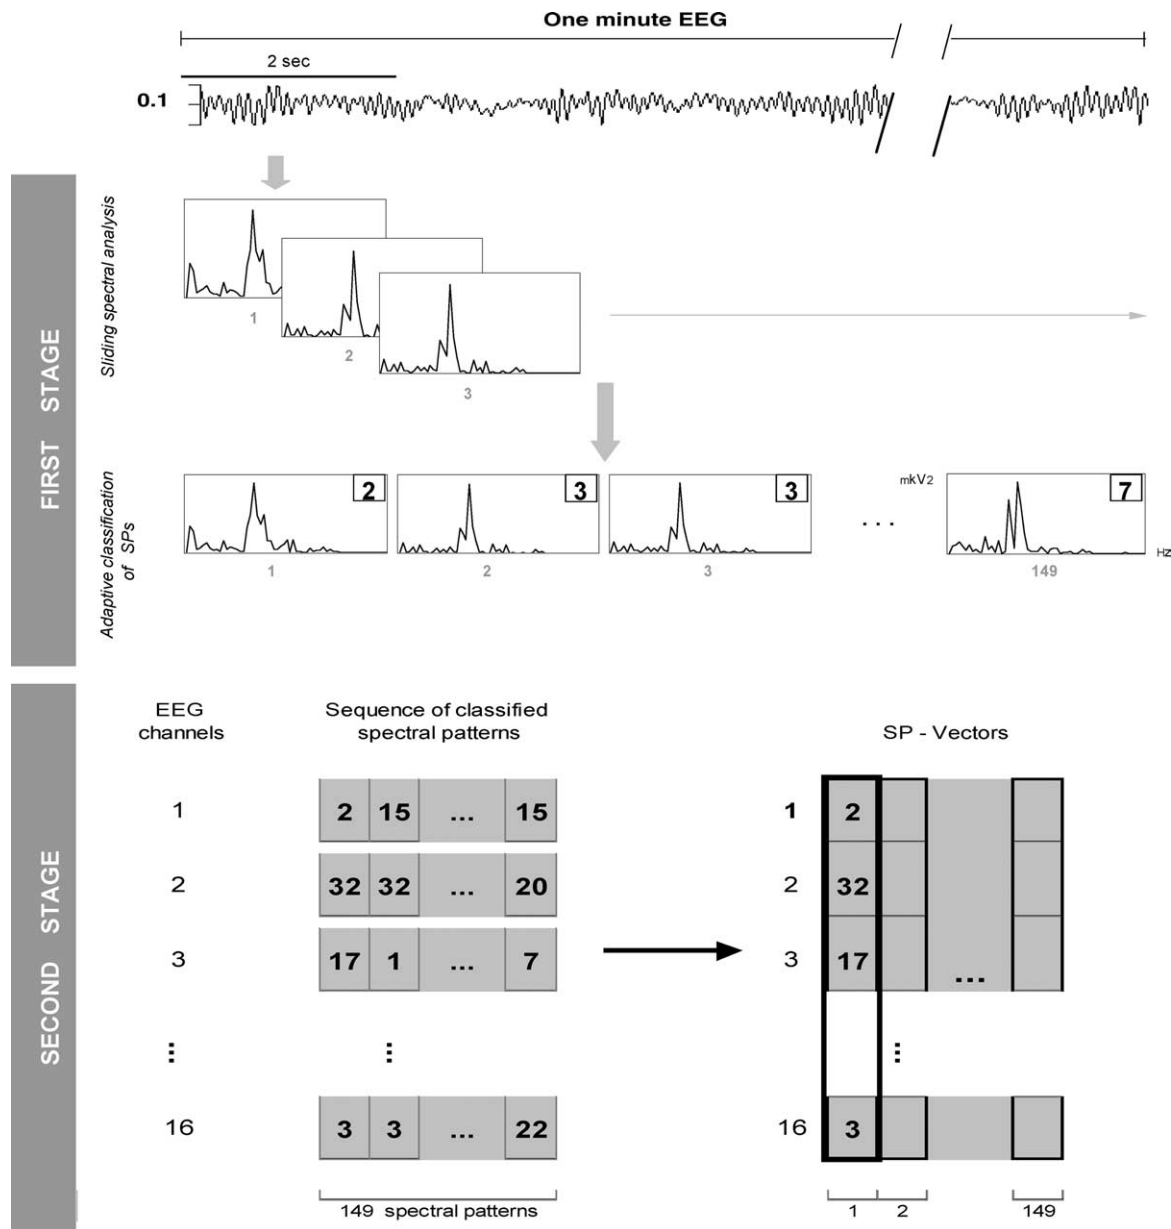 One minute EEG
2 sec
0.1
FIRST STAGE
Sliding spectral analysis
1
2
3
Adaptive classification
of SPs
2
3
3
mkV2
7
. . .
Hz
1
2
3
149
SECOND STAGE
EEG
channels
Sequence of classified
spectral patterns
SP - Vectors
1
2 15 ... 15
1
2
2
32 32 ... 20
2
32
3
17 1 ... 7
3
17
...
...
...
...
16
3 3 ... 22
16
3
149 spectral patterns
1
2
149